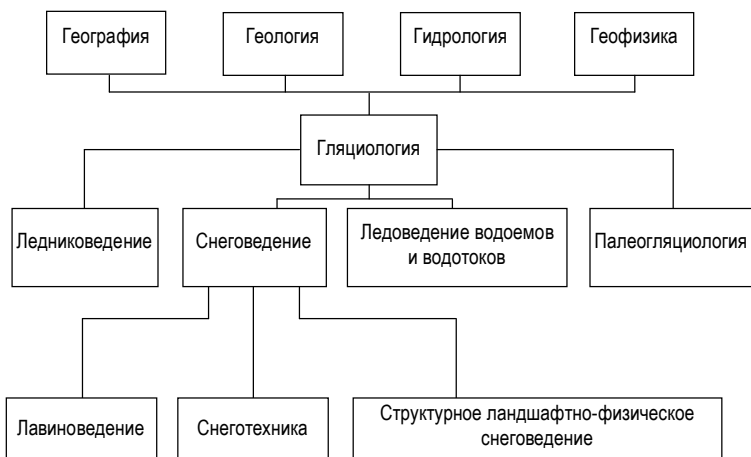 География
Геология
Гидрология
Геофизика
Гляциология
Ледниковедение
Снеговедение
Ледоведение водоемов
и водотоков
Палеогляциология
Лавиноведение
Снеготехника
Структурное ландшафтно-физическое
снеговедение